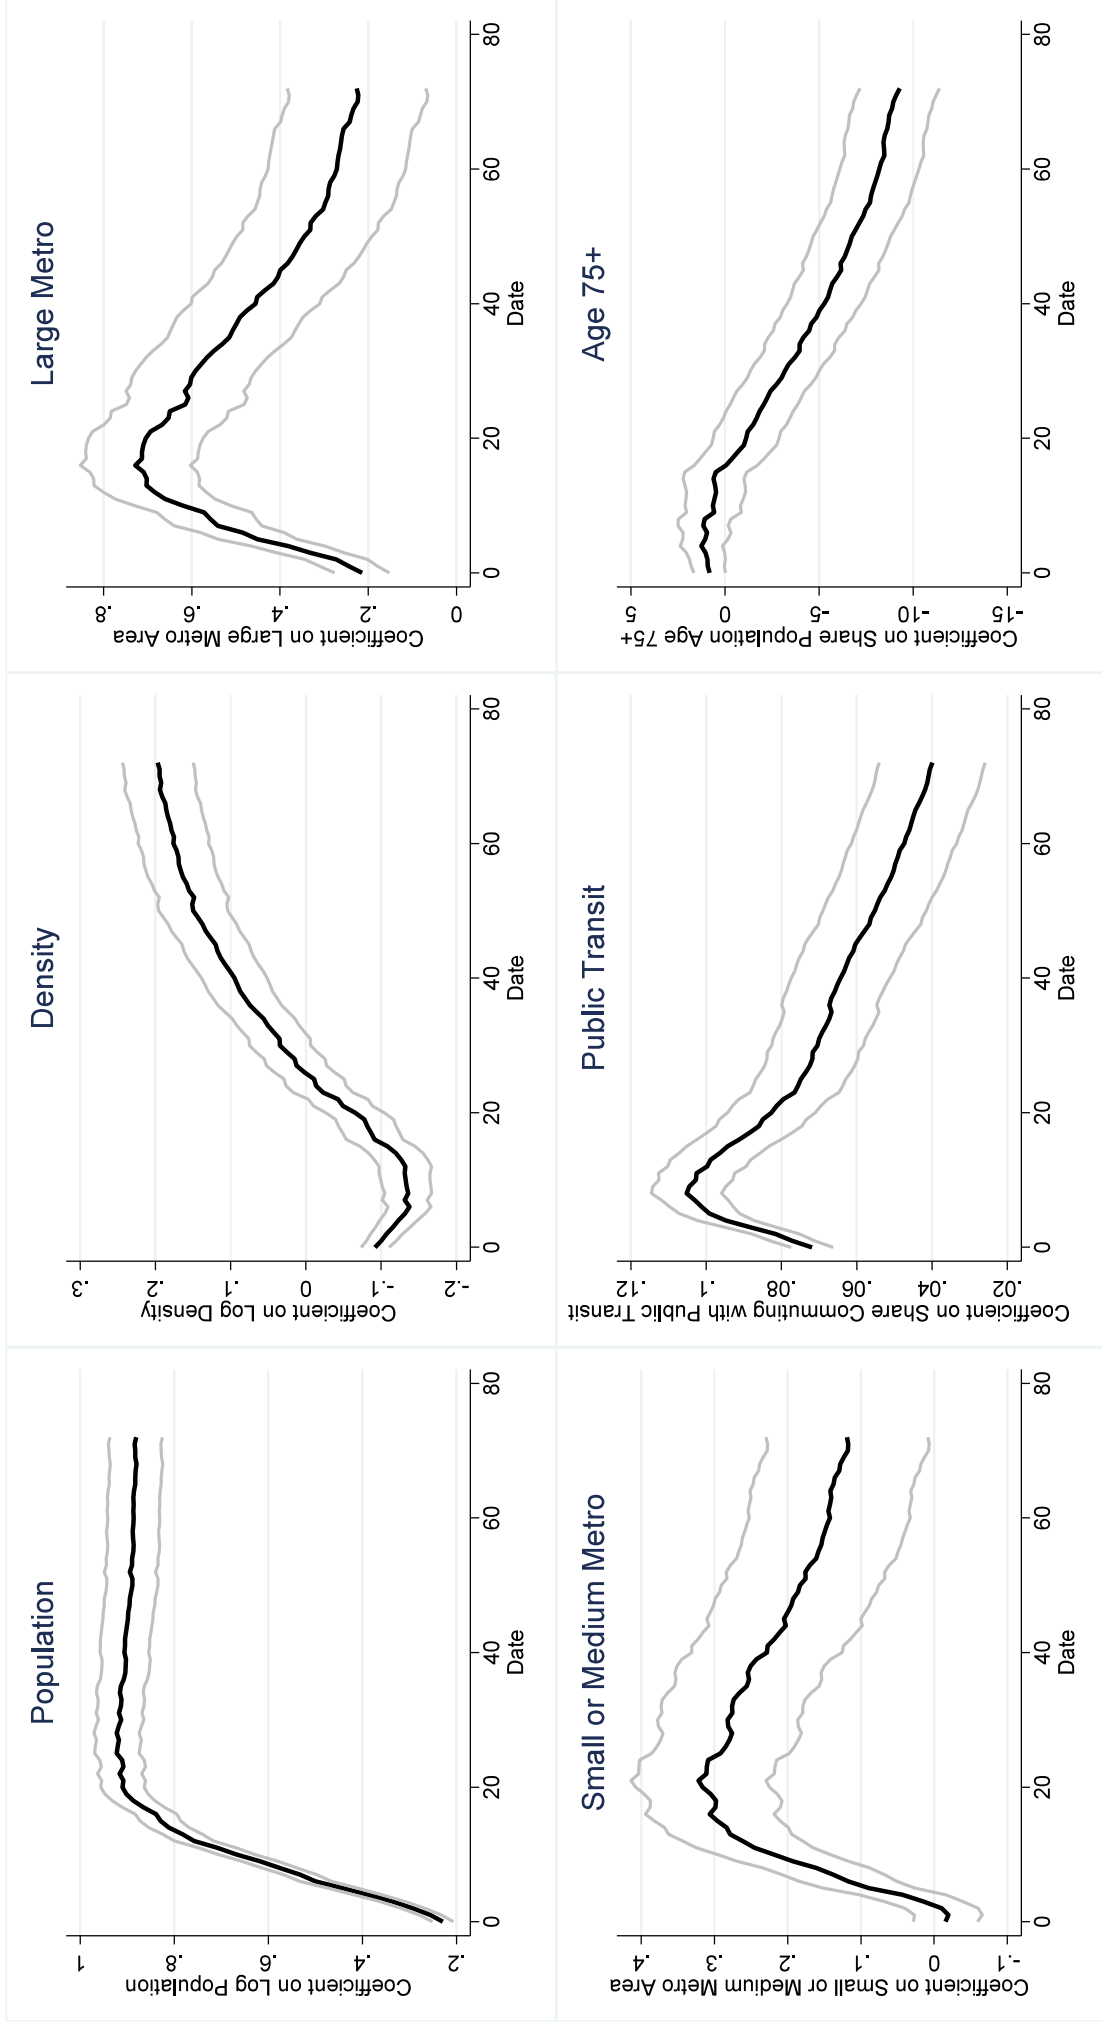 Population
Coefficient on Log Population
.2 .4 .6 .8 1
0 20 40 60 80
Date
Density
Coefficient on Log Density
-.2 -.1 0 .1 .2 .3
0 20 40 60 80
Date
Large Metro
Coefficient on Large Metro Area
0 .2 .4 .6 .8
0 20 40 60 80
Date
Small or Medium Metro
Coefficient on Small or Medium Metro Area
-.1 0 .1 .2 .3 .4
0 20 40 60 80
Date
Public Transit
Coefficient on Share Commuting with Public Transit
.02 .04 .06 .08 .1 .12
0 20 40 60 80
Date
Age 75+
Coefficient on Share Population Age 75+
-15 -10 -5 0 5
0 20 40 60 80
Date